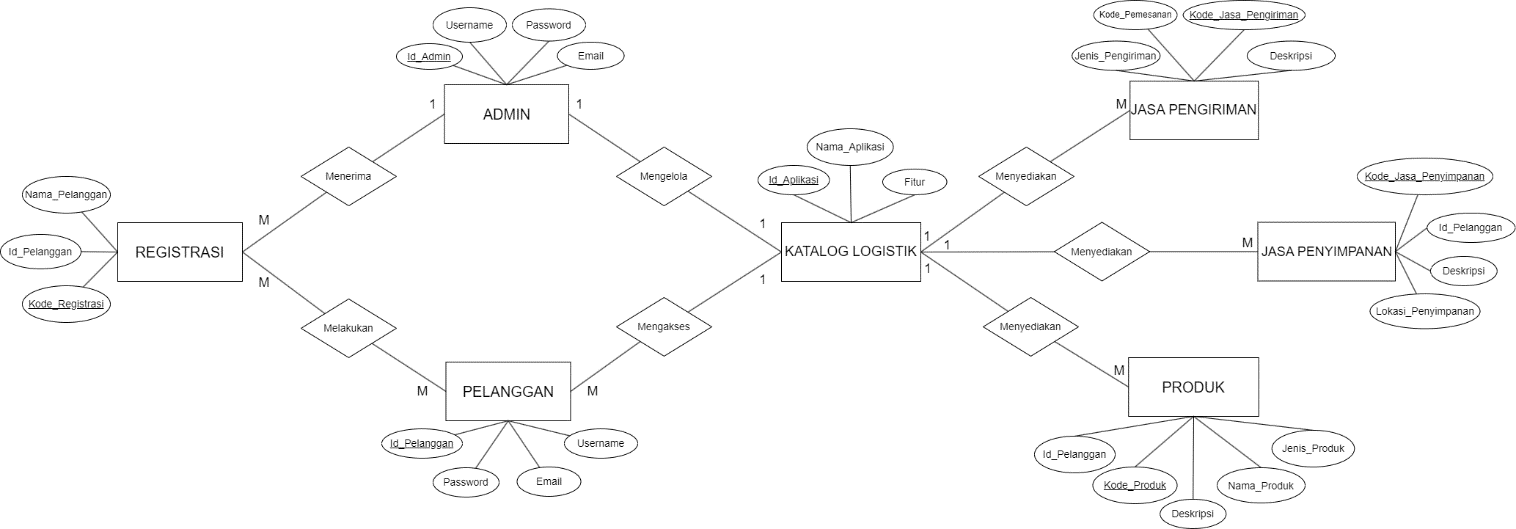 Username
Password
Id_Admin
Email
ADMIN
1
1
Menerima
Mengelola
M
1
Nama_Pelanggan
Id_Pelanggan
Kode_Registrasi
REGISTRASI
M
Melakukan
M
PELANGGAN
M
Mengakses
1
Id_Pelanggan
Password
Email
Username
Nama_Aplikasi
Id_Aplikasi
Fitur
KATALOG LOGISTIK
1
1
1
Menyediakan
M
Kode_Pemesanan
Kode_Jasa_Pengiriman
Jenis_Pengiriman
Deskripsi
JASA PENGIRIMAN
Menyediakan
M
JASA PENYIMPANAN
Kode_Jasa_Penyimpanan
Id_Pelanggan
Deskripsi
Lokasi_Penyimpanan
Menyediakan
M
PRODUK
Id_Pelanggan
Kode_Produk
Deskripsi
Nama_Produk
Jenis_Produk